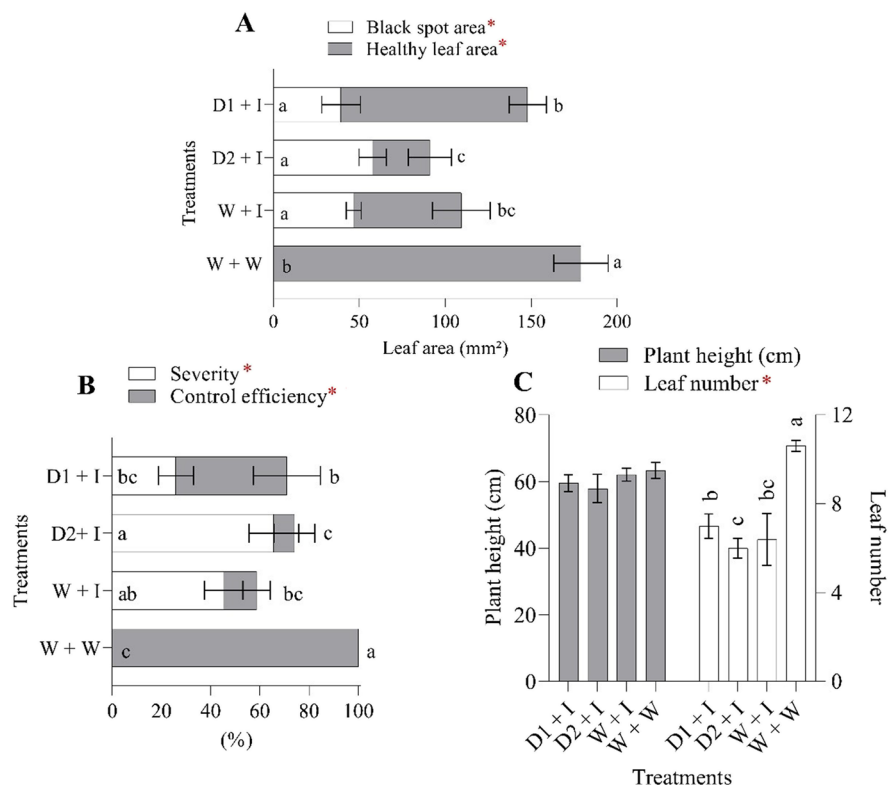 A
Black spot area*
Healthy leaf area*
D1 + I
a
b
D2 + I
a
c
W + I
a
bc
W + W
b
a
Treatments
0 50 100 150 200
Leaf area (mm²)
B
Severity*
Control efficiency*
D1 + I
bc
b
D2+ I
a
c
W + I
ab
bc
W + W
c
a
Treatments
0 20 40 60 80 100
(%)
C
Plant height (cm)
Leaf number*
80
60
40
20
0
Plant height (cm)
b
c
bc
a
12
8
4
0
Leaf number
D1 + I
D2 + I
W + I
W + W
D1 + I
D2 + I
W + I
W + W
Treatments